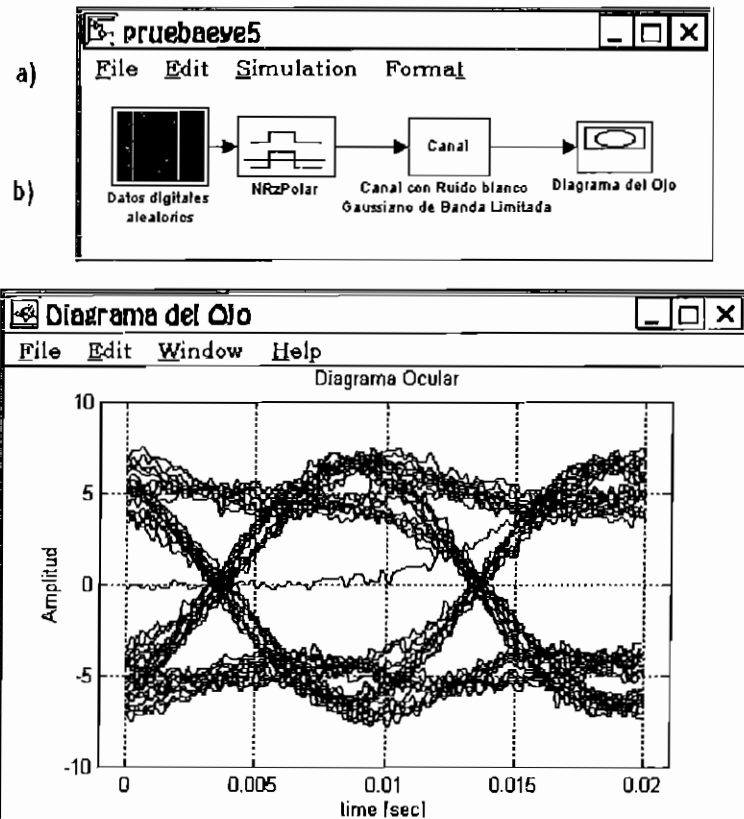 pruebaeye5
a)
File Edit Simulation Format
Canal
b)
Datos digitales
aleatorios
NRzPolar
Canal con Ruido blanco
Gaussiano de Banda Limitada
Diagrama del Ojo
Diagrama del Ojo
File Edit Window Help
Diagrama Ocular
10
5
0
-5
-10
Amplitud
0 0.005 0.01 0.015 0.02
time [sec]